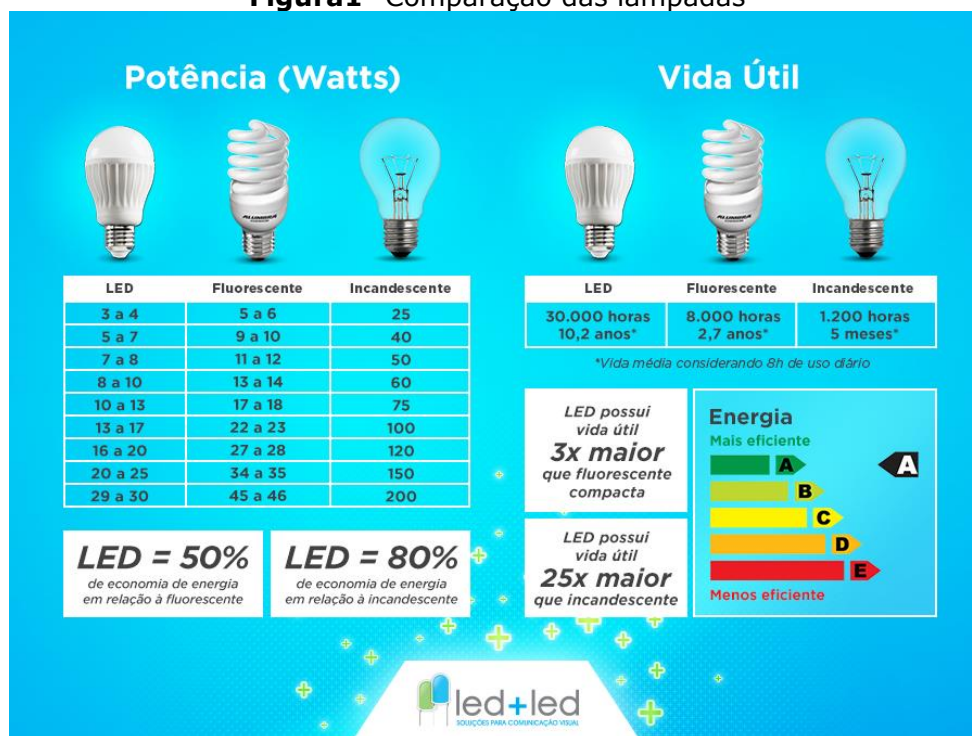 Figura1 Comparação das lâmpadas
Potência (Watts)
LED Fluorescente Incandescente
3 a 4 5 a 6 25
5 a 7 9 a 10 40
7 a 8 11 a 12 50
8 a 10 13 a 14 60
10 a 13 17 a 18 75
13 a 17 22 a 23 100
16 a 20 27 a 28 120
20 a 25 34 a 35 150
29 a 30 45 a 46 200
LED = 50%
de economia de energia
em relação à fluorescente
LED = 80%
de economia de energia
em relação à incandescente
Vida Útil
LED Fluorescente Incandescente
30.000 horas 8.000 horas 1.200 horas
10,2 anos* 2,7 anos* 5 meses*
*Vida média considerando 8h de uso diário
LED possui
vida útil
3x maior
que fluorescente
compacta
LED possui
vida útil
25x maior
que incandescente
Energia
Mais eficiente
A
A
B
C
D
E
Menos eficiente
led+led
SOLUÇÕES PARA COMUNICAÇÃO VISUAL